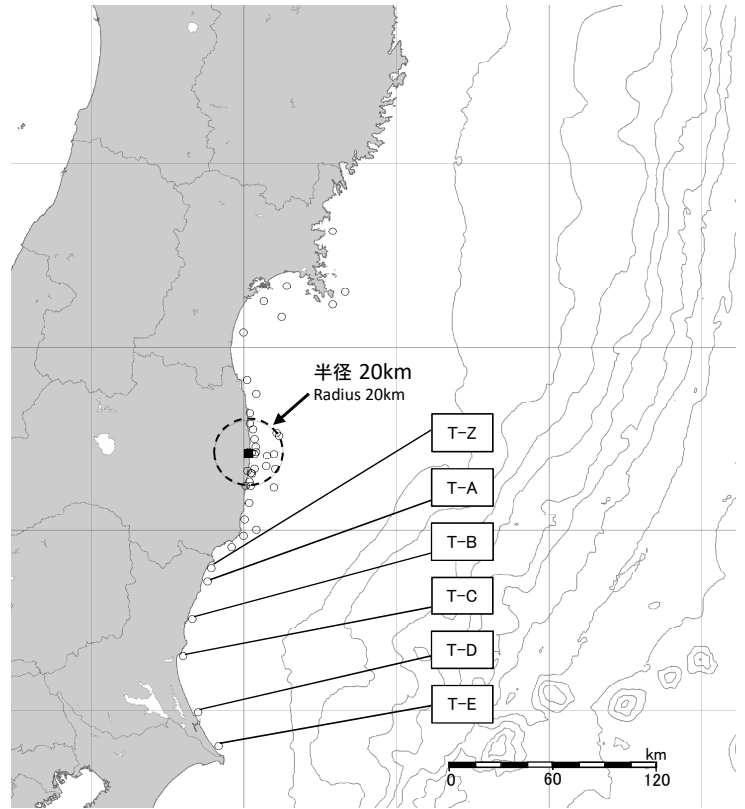 半径 20km
Radius 20km
T-Z
T-A
T-B
T-C
T-D
T-E
km
0 60 120